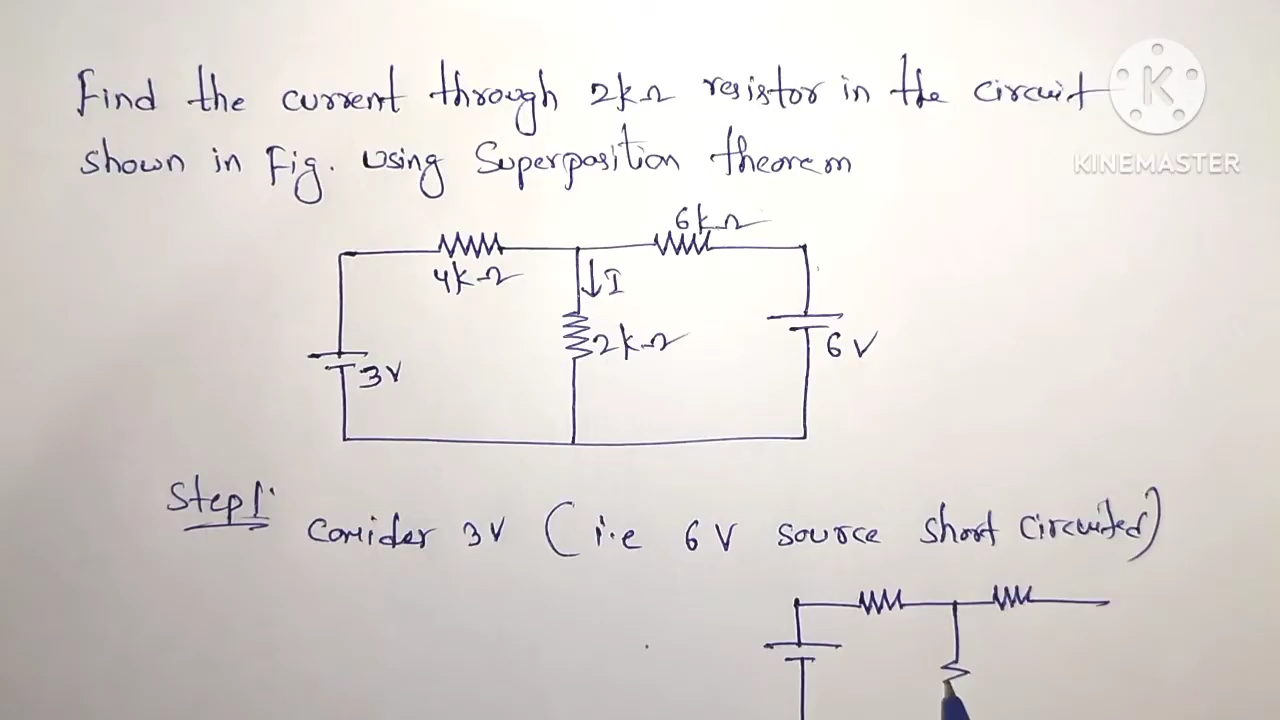 Find the current through 2kΩ resistor in the circuit
shown in Fig. using Superposition theorem
K
KINEMASTER
6kΩ
4kΩ
I
2kΩ
6V
3V
Step1:
Consider 3V (i.e 6V source short circuited)